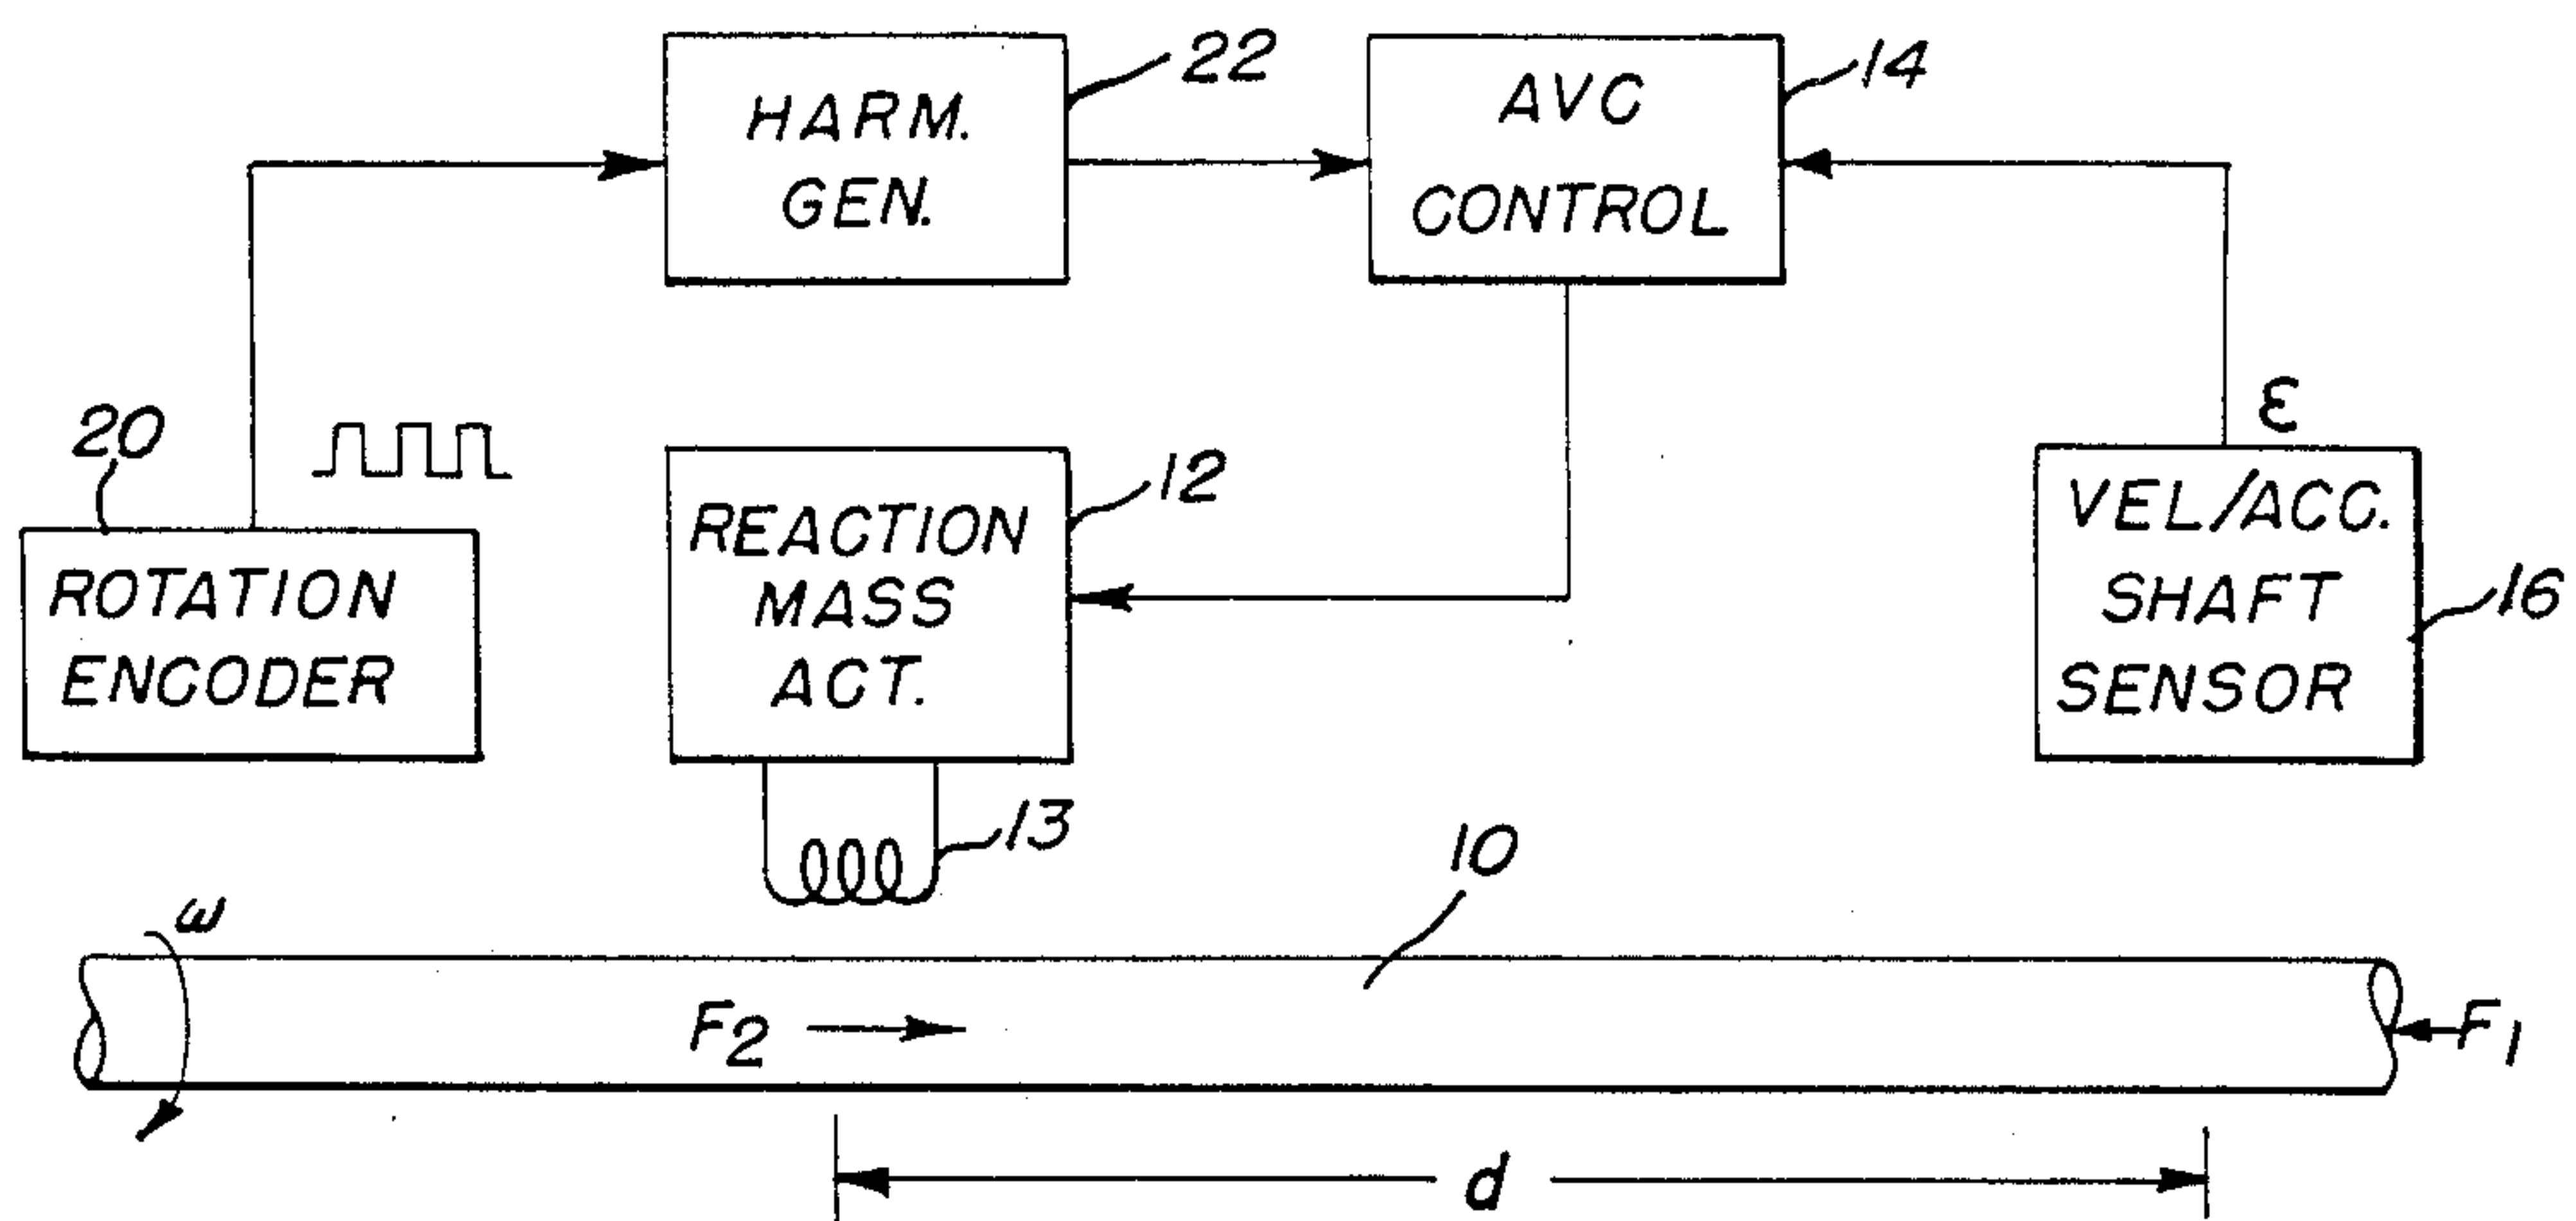 HARM.
GEN.
22
AVC
CONTROL
14
20
ROTATION
ENCODER
REACTION
MASS
ACT.
12
ε
VEL/ACC.
SHAFT
SENSOR
16
13
10
ω
F2
F1
d